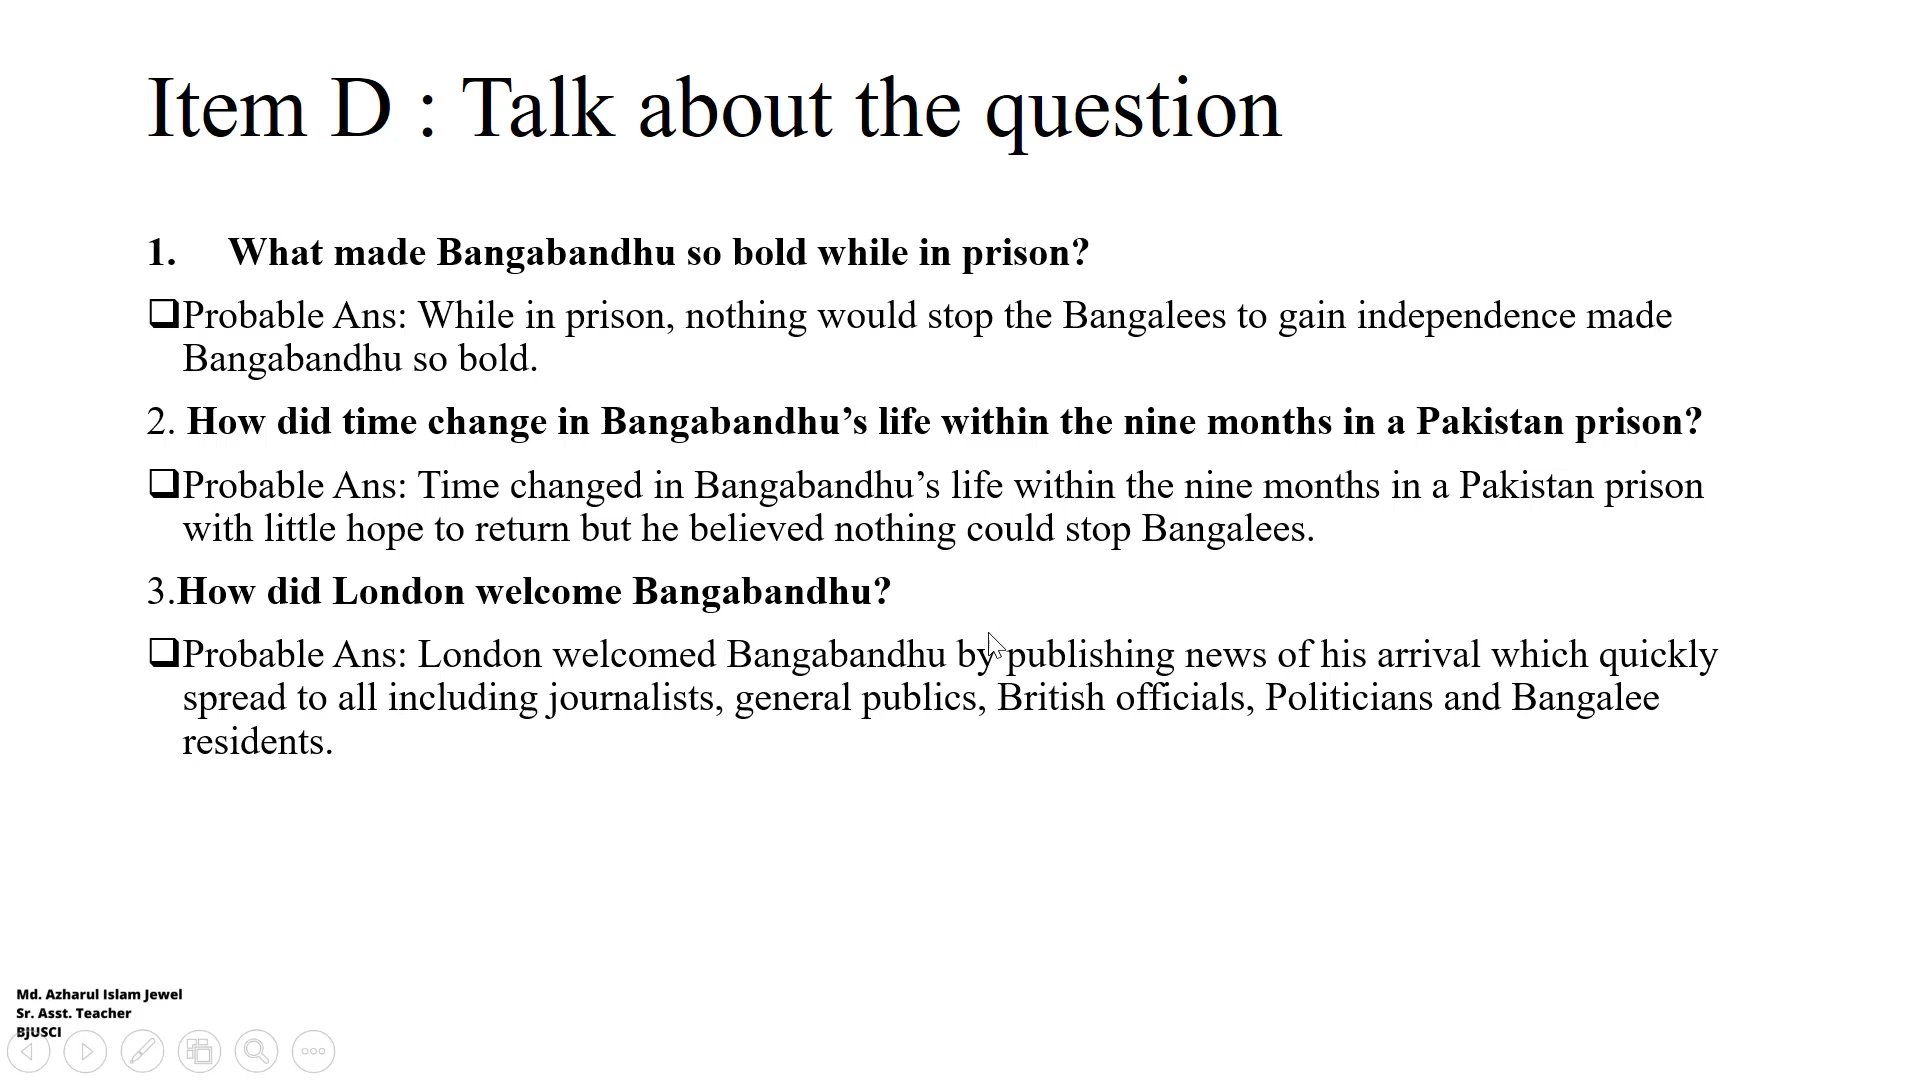 Item D : Talk about the question
1. What made Bangabandhu so bold while in prison?
❑Probable Ans: While in prison, nothing would stop the Bangalees to gain independence made
Bangabandhu so bold.
2. How did time change in Bangabandhu’s life within the nine months in a Pakistan prison?
❑Probable Ans: Time changed in Bangabandhu’s life within the nine months in a Pakistan prison
with little hope to return but he believed nothing could stop Bangalees.
3.How did London welcome Bangabandhu?
❑Probable Ans: London welcomed Bangabandhu by publishing news of his arrival which quickly
spread to all including journalists, general publics, British officials, Politicians and Bangalee
residents.
Md. Azharul Islam Jewel
Sr. Asst. Teacher
BJUSCI